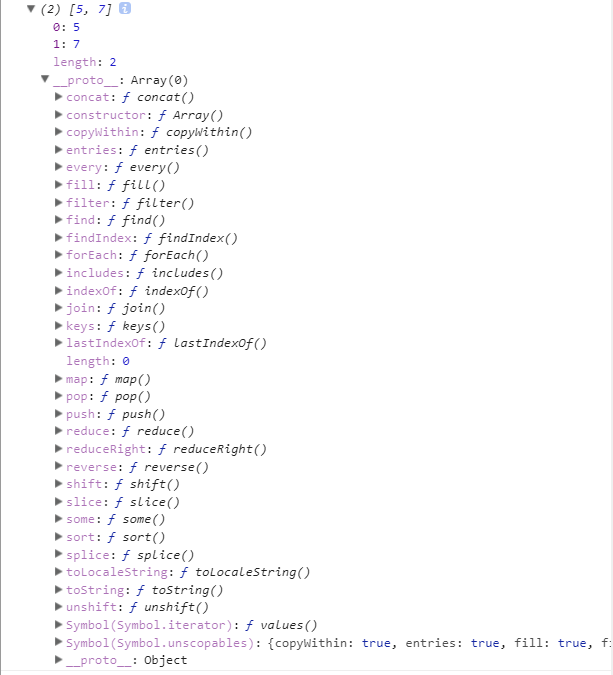 (2) [5, 7] i
0: 5
1: 7
length: 2
__proto__: Array(0)
concat: ƒ concat()
constructor: ƒ Array()
copyWithin: ƒ copyWithin()
entries: ƒ entries()
every: ƒ every()
fill: ƒ fill()
filter: ƒ filter()
find: ƒ find()
findIndex: ƒ findIndex()
forEach: ƒ forEach()
includes: ƒ includes()
indexOf: ƒ indexOf()
join: ƒ join()
keys: ƒ keys()
lastIndexOf: ƒ lastIndexOf()
length: 0
map: ƒ map()
pop: ƒ pop()
push: ƒ push()
reduce: ƒ reduce()
reduceRight: ƒ reduceRight()
reverse: ƒ reverse()
shift: ƒ shift()
slice: ƒ slice()
some: ƒ some()
sort: ƒ sort()
splice: ƒ splice()
toLocaleString: ƒ toLocaleString()
toString: ƒ toString()
unshift: ƒ unshift()
Symbol(Symbol.iterator): ƒ values()
Symbol(Symbol.unscopables): {copyWithin: true, entries: true, fill: true, fi
__proto__: Object